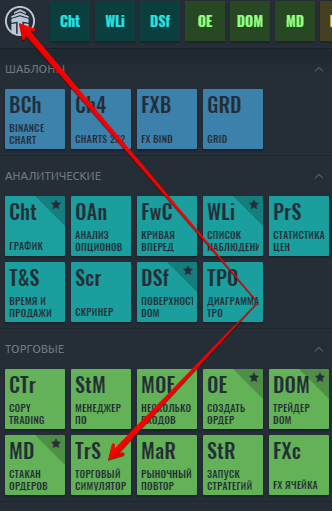 Cht WLi DSf OE DOM MD
ШАБЛОНЫ
BCh Ch4 FXB GRD
BINANCE CHART CHARTS 2X2 FX BIND GRID
АНАЛИТИЧЕСКИЕ
Cht OAn FwC WLi PrS
ГРАФИК АНАЛИЗ ОПЦИОНОВ КРИВАЯ ВПЕРЕД СПИСОК НАБЛЮДЕНИ СТАТИСТИКА ЦЕН
T&S Scr DSf TPO
ВРЕМЯ И ПРОДАЖИ СКРИНЕР ПОВЕРХНОСТ DOM ДИАГРАММА TPO
ТОРГОВЫЕ
CTr StM MOE OE DOM
COPY TRADING МЕНЕДЖЕР ПО НЕСКОЛЬКО ВХОДОВ СОЗДАТЬ ОРДЕР ТРЕЙДЕР DOM
MD TrS MaR StR FXc
СТАКАН ОРДЕРОВ ТОРГОВЫЙ СИМУЛЯТОР РЫНОЧНЫЙ ПОВТОР ЗАПУСК СТРАТЕГИЙ FX ЯЧЕЙКА